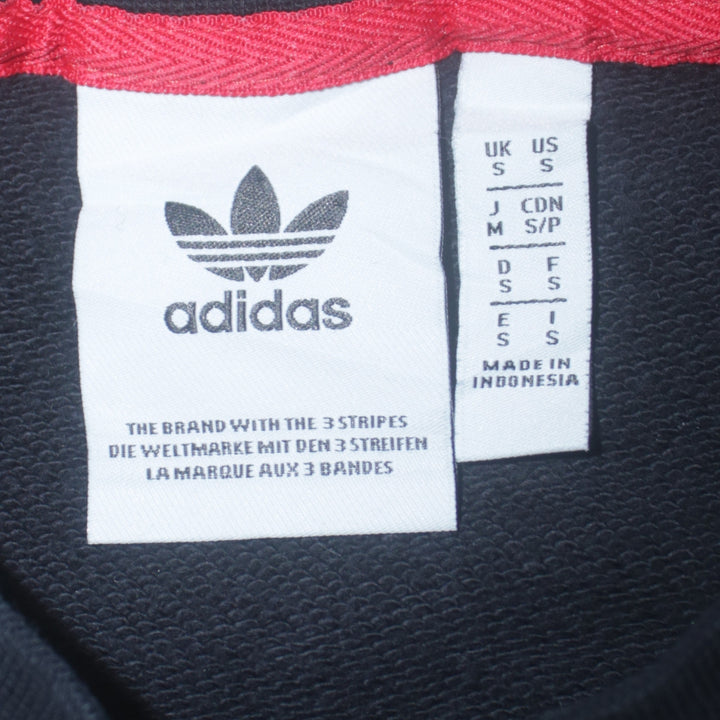 adidas
THE BRAND WITH THE 3 STRIPES
DIE WELTMARKE MIT DEN 3 STREIFEN
LA MARQUE AUX 3 BANDES
UK US
S S
J CDN
M S/P
D F
S S
E I
S S
MADE IN
INDONESIA